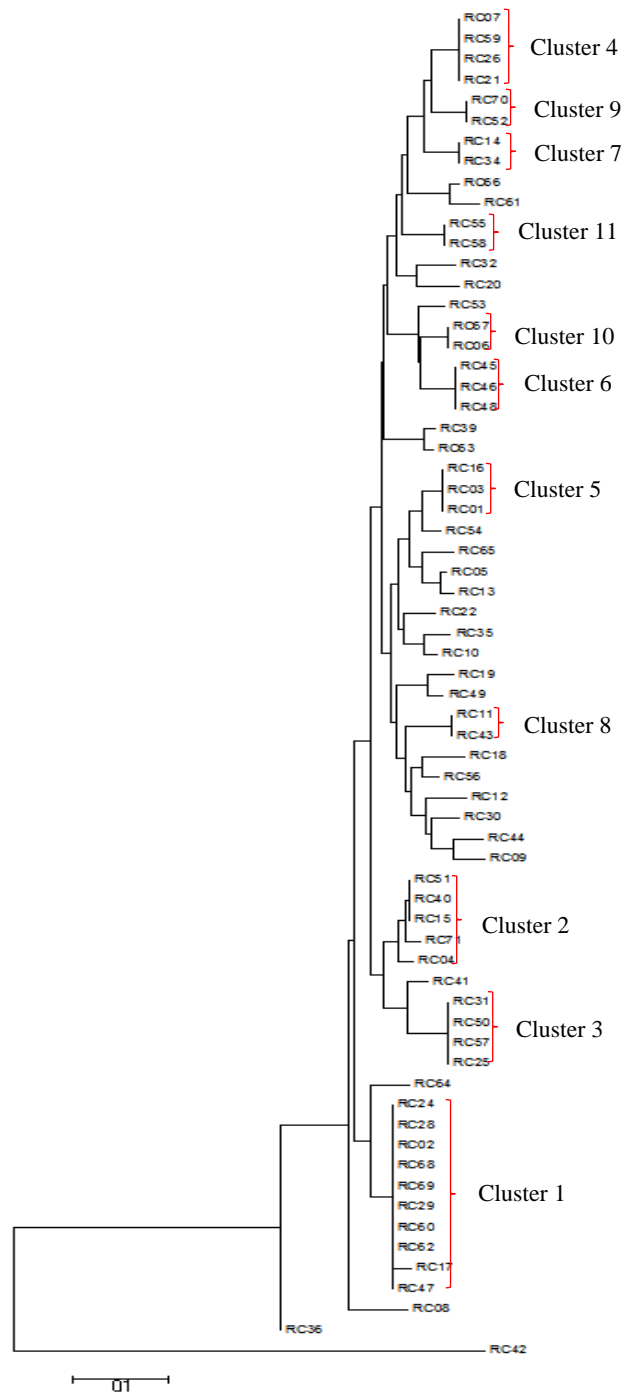 RC07
RC59
Cluster 4
RC26
RC21
RC70
Cluster 9
RC52
RC14
Cluster 7
RC34
RC66
RC61
RC55
Cluster 11
RC58
RC32
RC20
RC53
RC67
Cluster 10
RC06
RC45
RC46
Cluster 6
RC48
RC39
RC63
RC16
RC03
Cluster 5
RC01
RC54
RC65
RC05
RC13
RC22
RC35
RC10
RC19
RC49
RC11
Cluster 8
RC43
RC18
RC56
RC12
RC30
RC44
RC09
RC51
RC40
RC15
Cluster 2
RC71
RC04
RC41
RC31
RC50
Cluster 3
RC57
RC25
RC64
RC24
RC28
RC02
RC68
RC69
Cluster 1
RC29
RC60
RC62
RC17
RC47
RC08
RC36
RC42
0.1